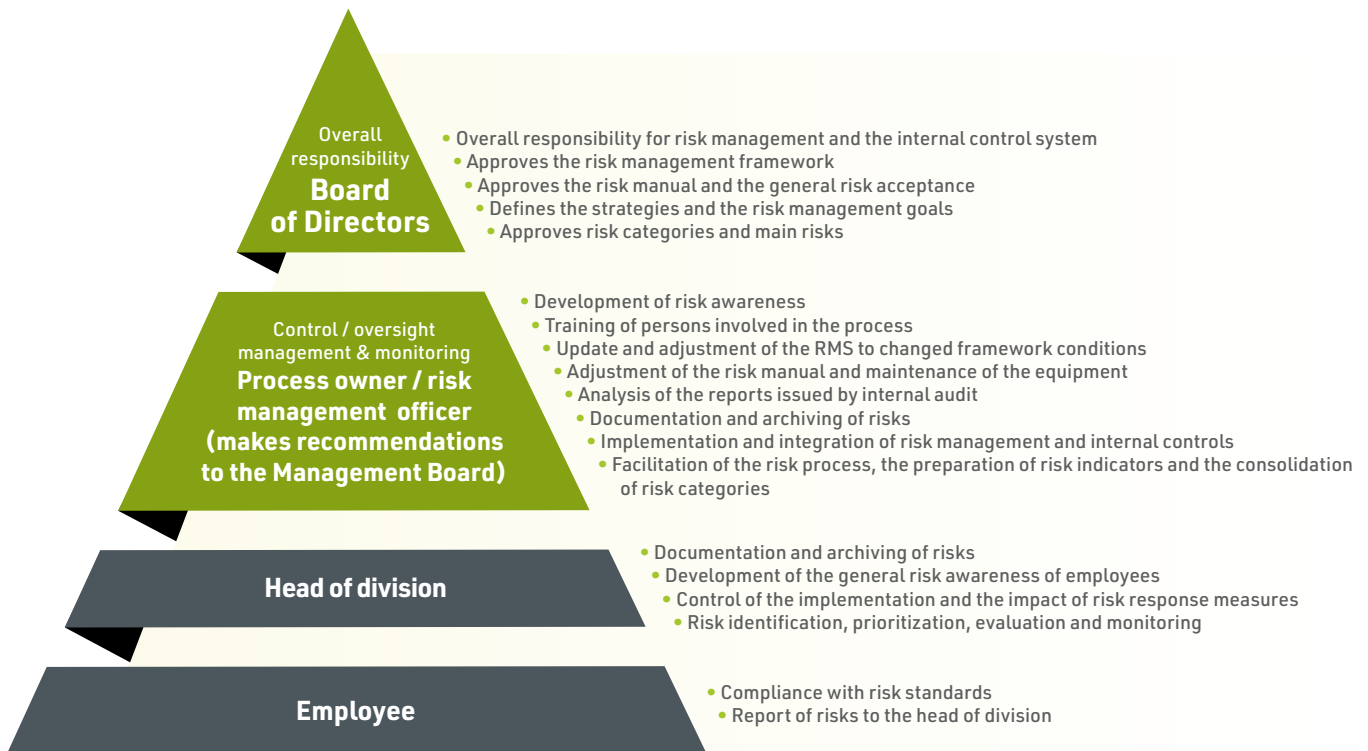 Overall
responsibility
Board
of Directors
• Overall responsibility for risk management and the internal control system
• Approves the risk management framework
• Approves the risk manual and the general risk acceptance
• Defines the strategies and the risk management goals
• Approves risk categories and main risks
Control / oversight
management & monitoring
Process owner / risk
management officer
(makes recommendations
to the Management Board)
• Development of risk awareness
• Training of persons involved in the process
• Update and adjustment of the RMS to changed framework conditions
• Adjustment of the risk manual and maintenance of the equipment
• Analysis of the reports issued by internal audit
• Documentation and archiving of risks
• Implementation and integration of risk management and internal controls
• Facilitation of the risk process, the preparation of risk indicators and the consolidation
of risk categories
Head of division
• Documentation and archiving of risks
• Development of the general risk awareness of employees
• Control of the implementation and the impact of risk response measures
• Risk identification, prioritization, evaluation and monitoring
Employee
• Compliance with risk standards
• Report of risks to the head of division